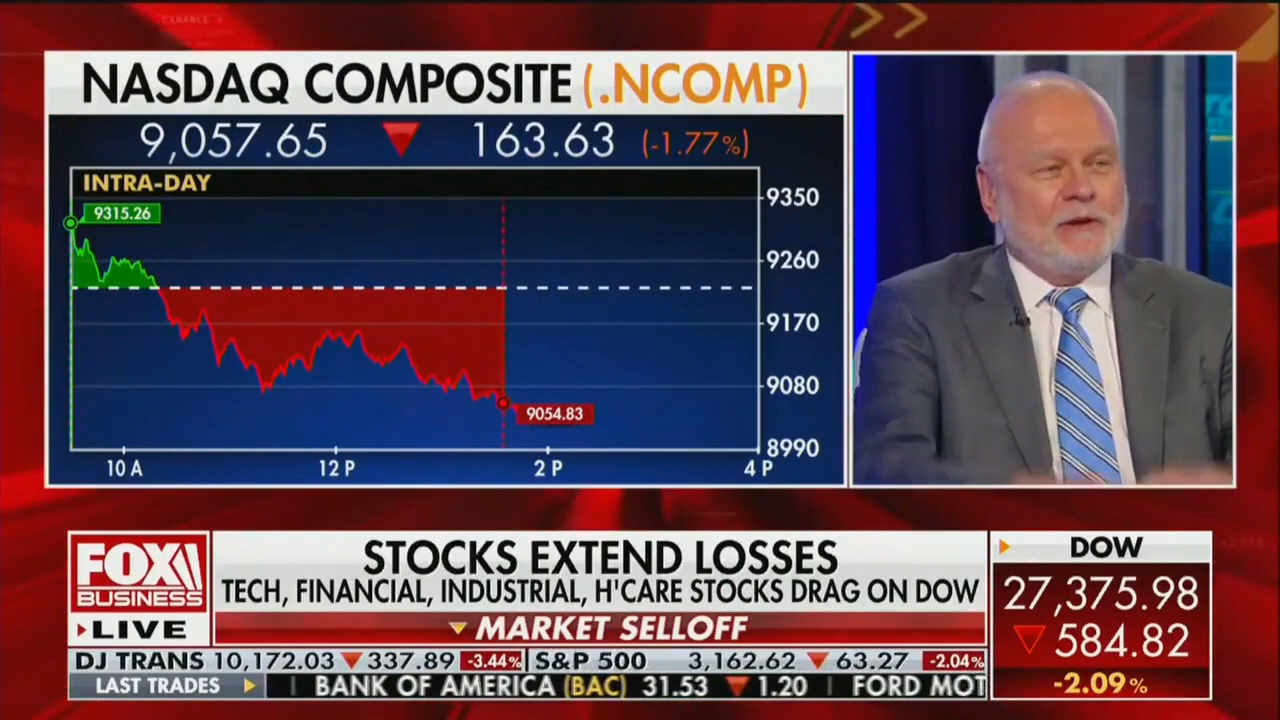 NASDAQ COMPOSITE (.NCOMP)
9,057.65 ▼ 163.63 (-1.77%)
INTRA-DAY
9315.26
9350
9260
9170
9080
8990
9054.83
10 A 12 P 2 P 4 P
FOX BUSINESS
LIVE
STOCKS EXTEND LOSSES
TECH, FINANCIAL, INDUSTRIAL, H'CARE STOCKS DRAG ON DOW
MARKET SELLOFF
DOW
27,375.98
▼ 584.82
-2.09%
DJ TRANS 10,172.03 ▼ 337.89 -3.44% S&P 500 3,162.62 ▼ 63.27 -2.04%
LAST TRADES BANK OF AMERICA (BAC) 31.53 ▼ 1.20 FORD MOT